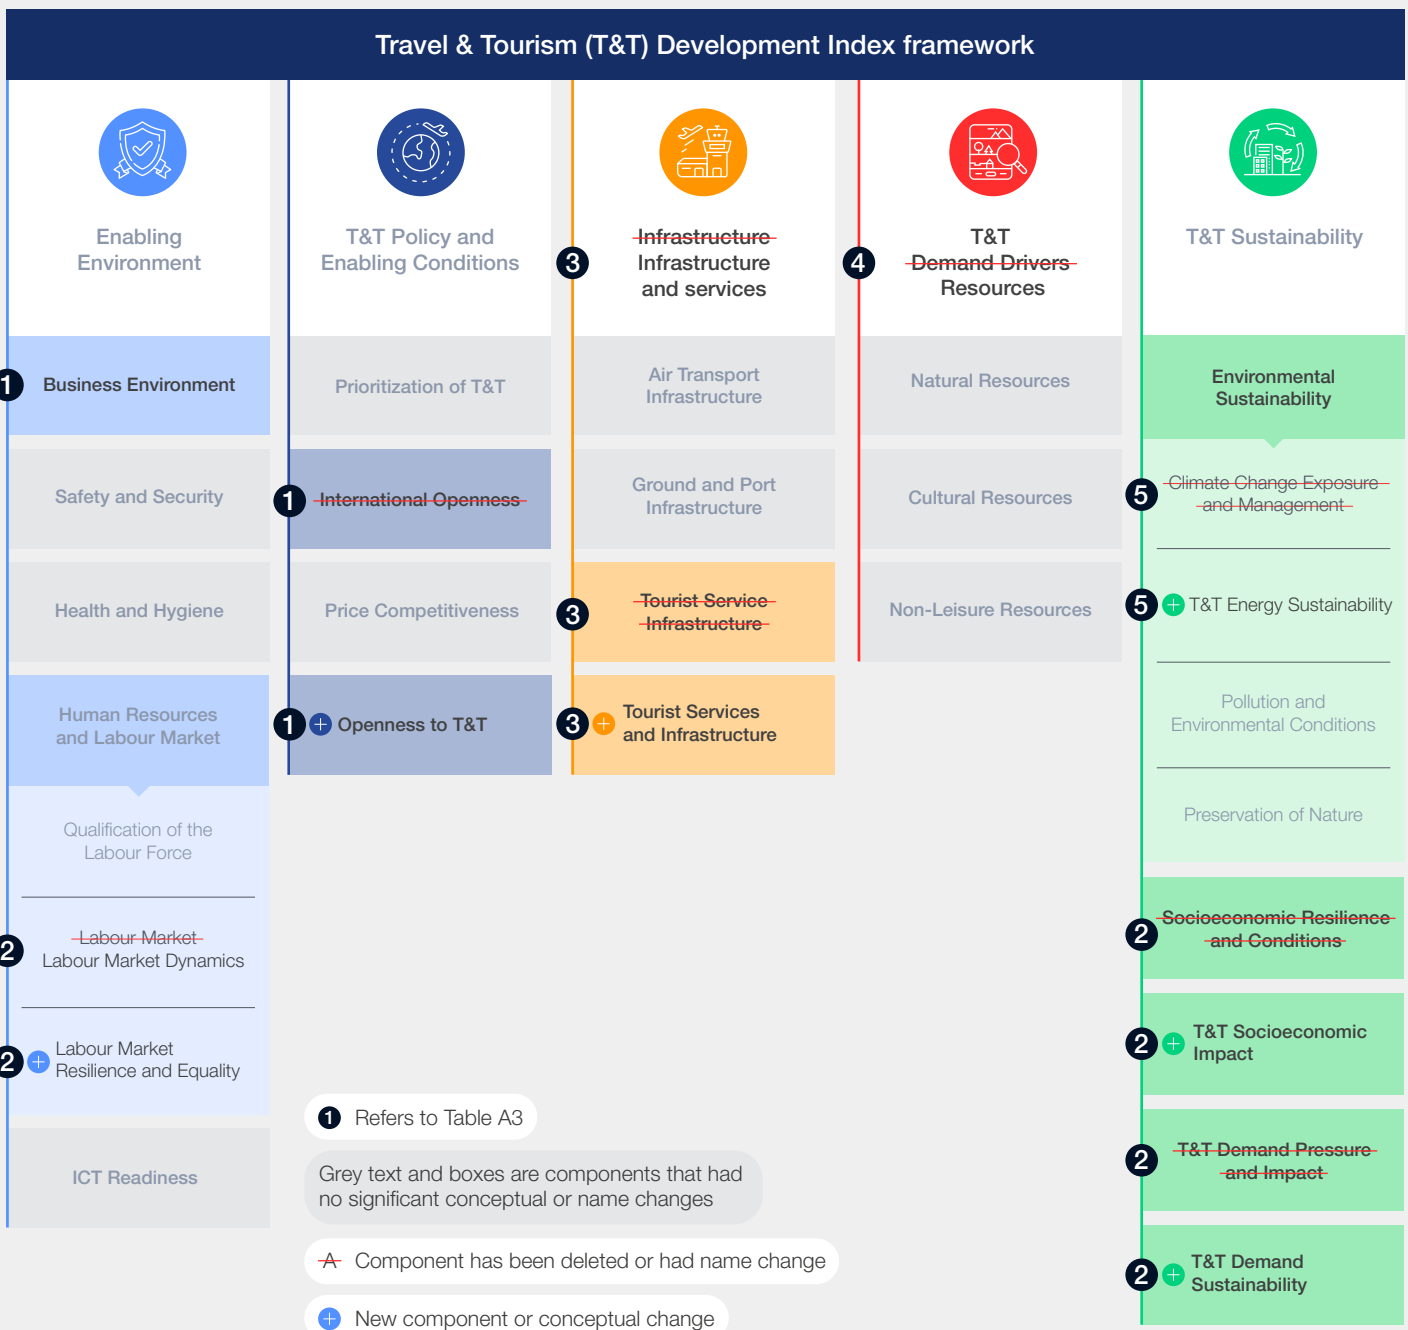 Travel & Tourism (T&T) Development Index framework
Enabling
Environment
1
Business Environment
Safety and Security
Health and Hygiene
Human Resources
and Labour Market
Qualification of the
Labour Force
2
Labour Market
Labour Market Dynamics
2
+
Labour Market
Resilience and Equality
ICT Readiness
T&T Policy and
Enabling Conditions
Prioritization of T&T
1
International Openness
Price Competitiveness
1
+
Openness to T&T
3
Infrastructure
Infrastructure
and services
Air Transport
Infrastructure
Ground and Port
Infrastructure
3
Tourist Service
Infrastructure
3
+
Tourist Services
and Infrastructure
4
T&T
Demand Drivers
Resources
Natural Resources
Cultural Resources
Non-Leisure Resources
T&T Sustainability
Environmental
Sustainability
5
Climate Change Exposure
and Management
5
+
T&T Energy Sustainability
Pollution and
Environmental Conditions
Preservation of Nature
2
Socioeconomic Resilience
and Conditions
2
+
T&T Socioeconomic
Impact
2
T&T Demand Pressure
and Impact
2
+
T&T Demand
Sustainability
1 Refers to Table A3
Grey text and boxes are components that had
no significant conceptual or name changes
A Component has been deleted or had name change
+ New component or conceptual change